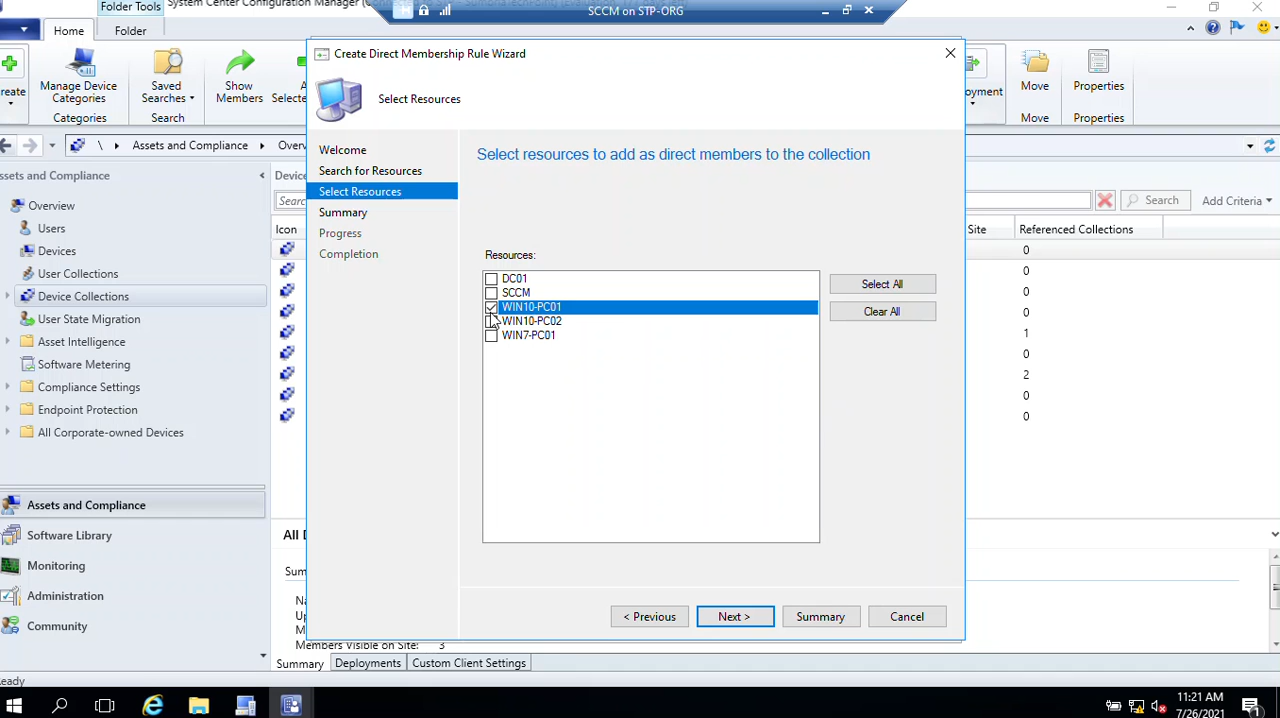 Folder Tools
SCCM on STP-ORG
Home
Folder
Manage Device Categories
Saved Searches
Show Members
Move
Properties
Categories
Search
Move
Properties
\ Assets and Compliance
Assets and Compliance
Search
Add Criteria
Overview
Users
Devices
User Collections
Device Collections
User State Migration
Asset Intelligence
Software Metering
Compliance Settings
Endpoint Protection
All Corporate-owned Devices
Assets and Compliance
Software Library
Monitoring
Administration
Community
Icon
Site
Referenced Collections
0
0
0
0
1
0
2
0
0
Create Direct Membership Rule Wizard
Select Resources
Welcome
Search for Resources
Select Resources
Summary
Progress
Completion
Select resources to add as direct members to the collection
Resources:
DC01
SCCM
WIN10-PC01
WIN10-PC02
WIN7-PC01
Select All
Clear All
< Previous
Next >
Summary
Cancel
Members Visible on Site: 3
Summary
Deployments
Custom Client Settings
11:21 AM
7/26/2021
1